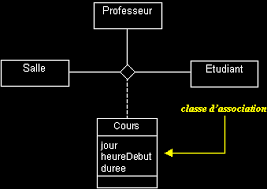 Professeur
Salle
Etudiant
classe d'association
Cours
jour
heureDebut
duree